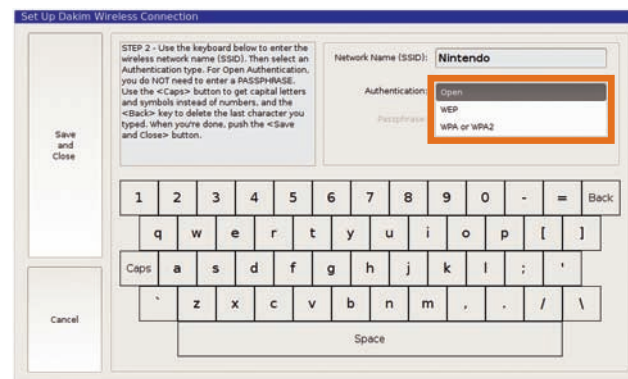 Set Up Dakim Wireless Connection
STEP 2 - Use the keyboard below to enter the
wireless network name (SSID). Then select an
Authentication type. For Open Authentication,
you do NOT need to enter a PASSPHRASE.
Use the <Caps> button to get capital letters
and symbols instead of numbers, and the
<Back> key to delete the last character you
typed. When you're done, push the <Save
and Close> button.
Network Name (SSID): Nintendo
Authentication: Open
WEP
WPA or WPA2
Passphrase:
Save
and
Close
1 2 3 4 5 6 7 8 9 0 - = Back
q w e r t y u i o p [ ]
Caps a s d f g h j k l ; '
` z x c v b n m , . / \
Space
Cancel